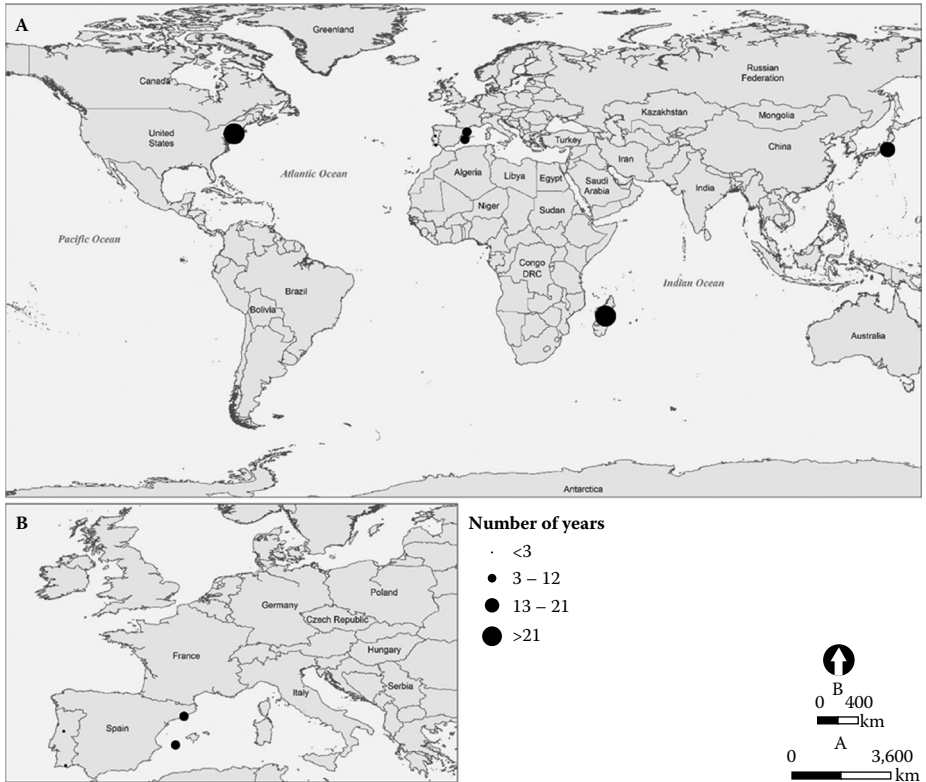 A
Greenland
Canada
Russian
Federation
Kazakhstan
Mongolia
United
States
Turkey
China
Atlantic Ocean
Iran
Algeria
Libya
Egypt
Saudi
Arabia
India
Niger
Sudan
Pacific Ocean
Congo
DRC
Indian Ocean
Brazil
Bolivia
Australia
Antarctica
B
Poland
Germany
Czech Republic
Hungary
France
Serbia
Italy
Spain
Number of years
<3
3 – 12
13 – 21
>21
B
0 400
km
A
0 3,600
km